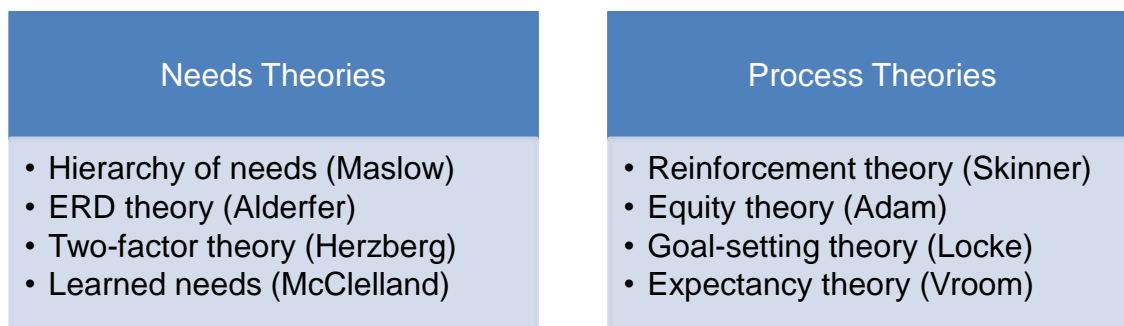 Needs Theories
• Hierarchy of needs (Maslow)
• ERD theory (Alderfer)
• Two-factor theory (Herzberg)
• Learned needs (McClelland)
Process Theories
• Reinforcement theory (Skinner)
• Equity theory (Adam)
• Goal-setting theory (Locke)
• Expectancy theory (Vroom)